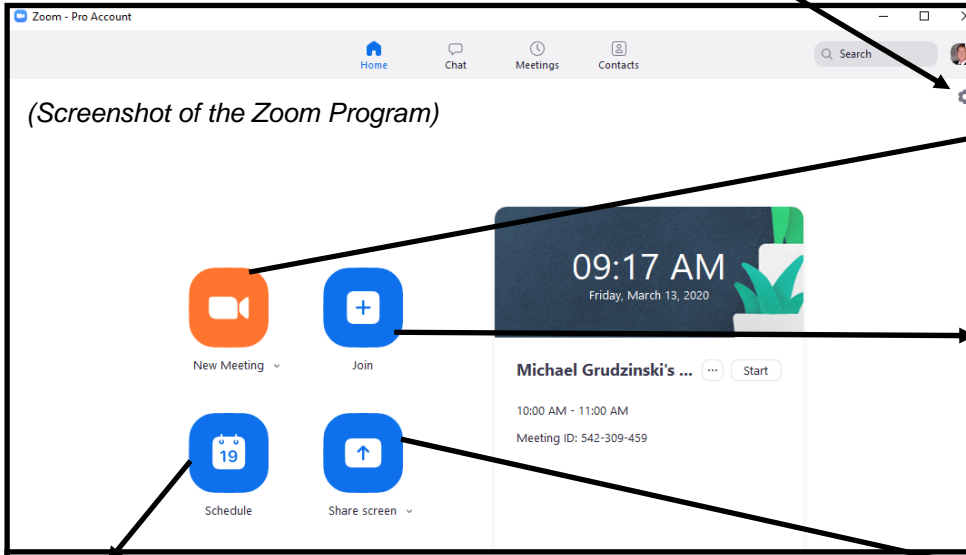 Zoom - Pro Account
Home Chat Meetings Contacts Search
(Screenshot of the Zoom Program)
09:17 AM
Friday, March 13, 2020
New Meeting Join
Michael Grudzinski's ... ... Start
10:00 AM - 11:00 AM
Meeting ID: 542-309-459
19
Schedule Share screen